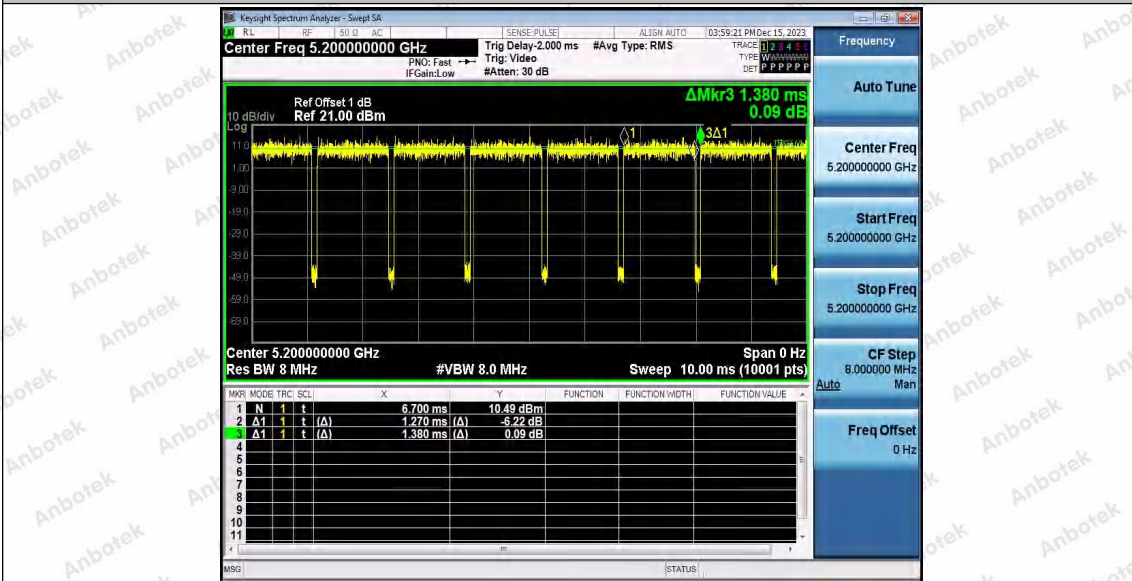 Keysight Spectrum Analyzer - Swept SA
RL RF 50 Ω AC SENSE:PULSE ALIGN AUTO 03:59:21 PM Dec 15, 2023
Center Freq 5.200000000 GHz
PNO: Fast
IFGain:Low
Trig Delay-2.000 ms
Trig: Video
#Atten: 30 dB
#Avg Type: RMS
TRACE 1 2 3 4 5 6
TYPE WWWWWW
DET P P P P P P
ΔMkr3 1.380 ms
0.09 dB
Ref Offset 1 dB
10 dB/div Ref 21.00 dBm
Log
11.0
1.00
-9.00
-19.0
-29.0
-39.0
-49.0
-59.0
-69.0
1
3Δ1
Center 5.200000000 GHz Span 0 Hz
Res BW 8 MHz #VBW 8.0 MHz Sweep 10.00 ms (10001 pts)
MKR MODE TRC SCL X Y FUNCTION FUNCTION WIDTH FUNCTION VALUE
1 N 1 t 6.700 ms 10.49 dBm
2 Δ1 1 t (Δ) 1.270 ms (Δ) -6.22 dB
3 Δ1 1 t (Δ) 1.380 ms (Δ) 0.09 dB
4
5
6
7
8
9
10
11
MSG STATUS
Frequency
Auto Tune
Center Freq
5.200000000 GHz
Start Freq
5.200000000 GHz
Stop Freq
5.200000000 GHz
CF Step
8.000000 MHz
Auto Man
Freq Offset
0 Hz
Anbotek